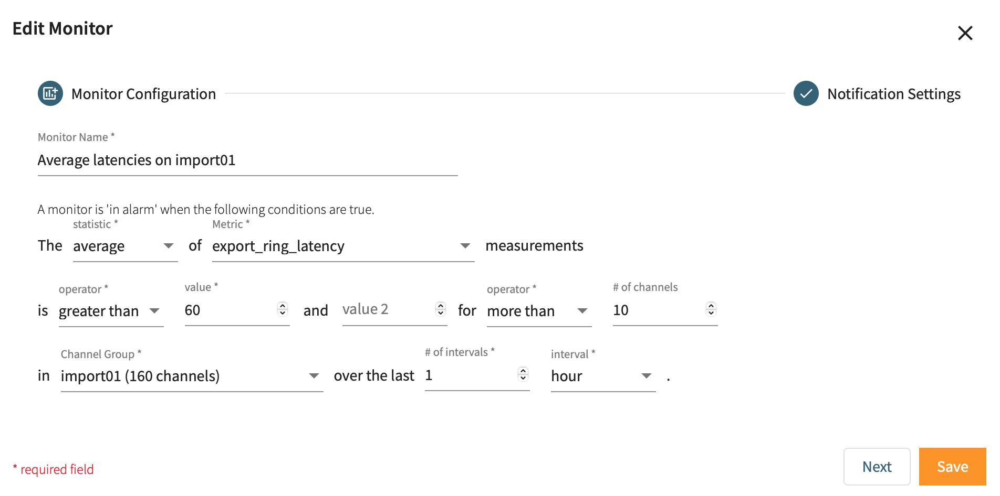 Edit Monitor
Monitor Configuration
Notification Settings
Monitor Name *
Average latencies on import01
A monitor is 'in alarm' when the following conditions are true.
statistic * Metric *
The average of export_ring_latency measurements
operator * value * operator * # of channels
is greater than 60 and value 2 for more than 10
Channel Group * # of intervals * interval *
in import01 (160 channels) over the last 1 hour .
* required field
Next
Save